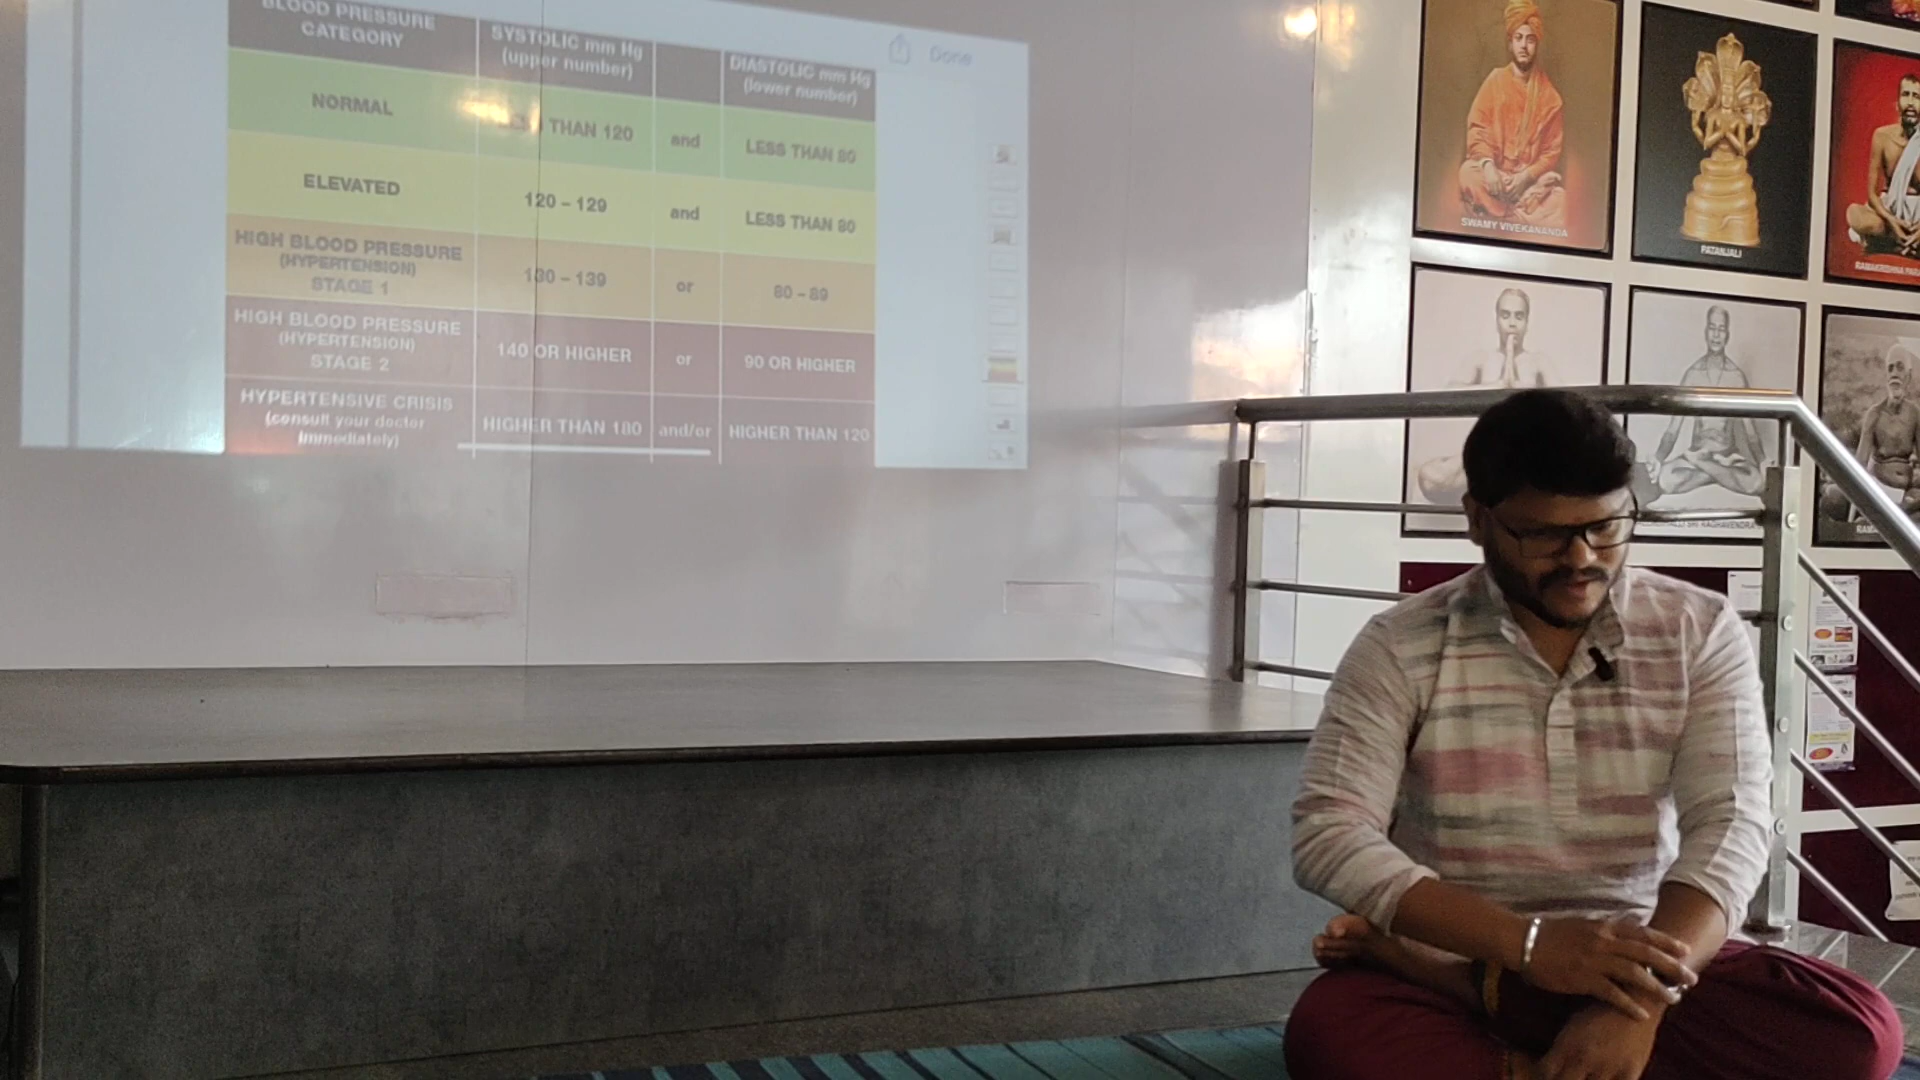 BLOOD PRESSURE
CATEGORY
SYSTOLIC mm Hg
(upper number)
DIASTOLIC mm Hg
(lower number)
Done
NORMAL
THAN 120
and
LESS THAN 80
ELEVATED
120 – 129
and
LESS THAN 80
HIGH BLOOD PRESSURE
(HYPERTENSION)
STAGE 1
130 – 139
or
80 – 89
HIGH BLOOD PRESSURE
(HYPERTENSION)
STAGE 2
140 OR HIGHER
or
90 OR HIGHER
HYPERTENSIVE CRISIS
(consult your doctor
immediately)
HIGHER THAN 180
and/or
HIGHER THAN 120
SWAMY VIVEKANANDA
PATANJALI
RAMAKRISHNA
SRI RAGHAVENDRA